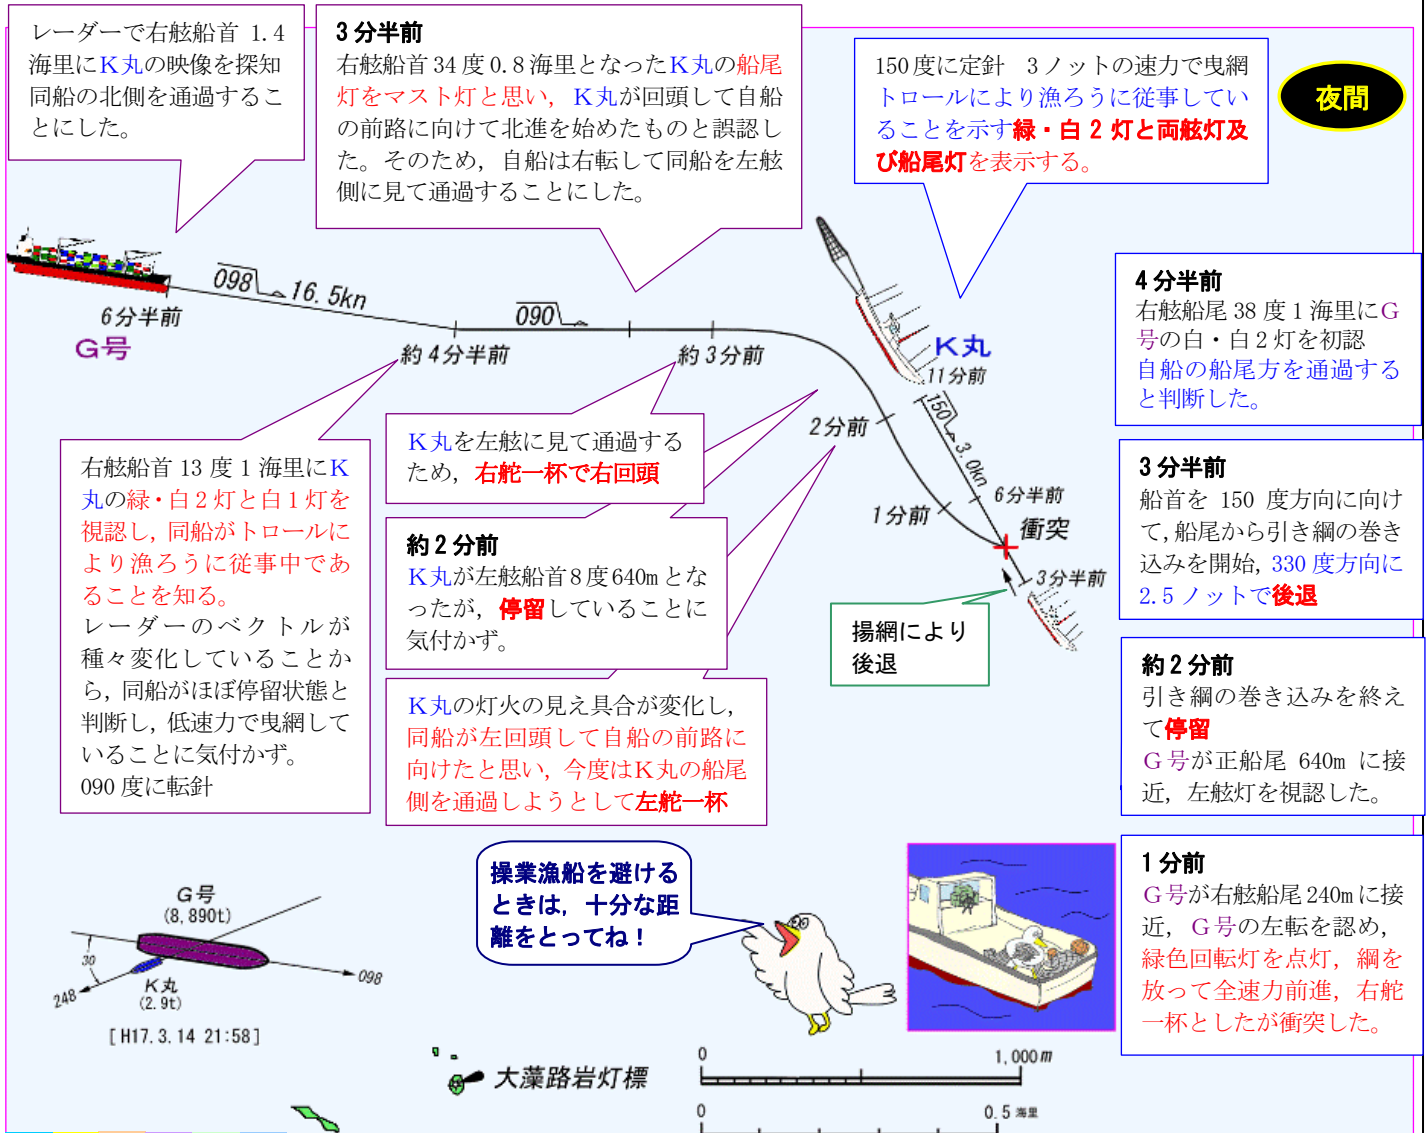 レーダーで右舷船首 1.4
海里にK丸の映像を探知
同船の北側を通過するこ
とにした。
3分半前
右舷船首34度0.8海里となったK丸の船尾
灯をマスト灯と思い，K丸が回頭して自船
の前路に向けて北進を始めたものと誤認し
た。そのため，自船は右転して同船を左舷
側に見て通過することにした。
150度に定針 3ノットの速力で曳網
トロールにより漁ろうに従事してい
ることを示す緑・白2灯と両舷灯及
び船尾灯を表示する。
夜間
098
16.5kn
6分半前
G号
090
約4分半前
約3分前
K丸
11分前
150
3.0kn
2分前
6分半前
1分前
衝突
3分半前
4分半前
右舷船尾38度1海里にG
号の白・白2灯を初認
自船の船尾方を通過する
と判断した。
右舷船首13度1海里にK
丸の緑・白2灯と白1灯を
視認し，同船がトロールに
より漁ろうに従事中であ
ることを知る。
レーダーのベクトルが
種々変化していることか
ら，同船がほぼ停留状態と
判断し，低速力で曳網して
いることに気付かず。
090度に転針
K丸を左舷に見て通過する
ため，右舵一杯で右回頭
約2分前
K丸が左舷船首8度640mとな
ったが，停留していることに
気付かず。
K丸の灯火の見え具合が変化し，
同船が左回頭して自船の前路に
向けたと思い，今度はK丸の船尾
側を通過しようとして左舵一杯
揚網により
後退
3分半前
船首を 150 度方向に向け
て，船尾から引き綱の巻き
込みを開始，330度方向に
2.5ノットで後退
約2分前
引き綱の巻き込みを終え
て停留
G号が正船尾 640m に接
近，左舷灯を視認した。
1分前
G号が右舷船尾240mに接
近，G号の左転を認め，
緑色回転灯を点灯，綱を
放って全速力前進，右舵
一杯としたが衝突した。
操業漁船を避ける
ときは，十分な距
離をとってね！
G号
(8,890t)
30
248
K丸
(2.9t)
098
[H17.3.14 21:58]
大藻路岩灯標
0
1,000m
0
0.5 海里